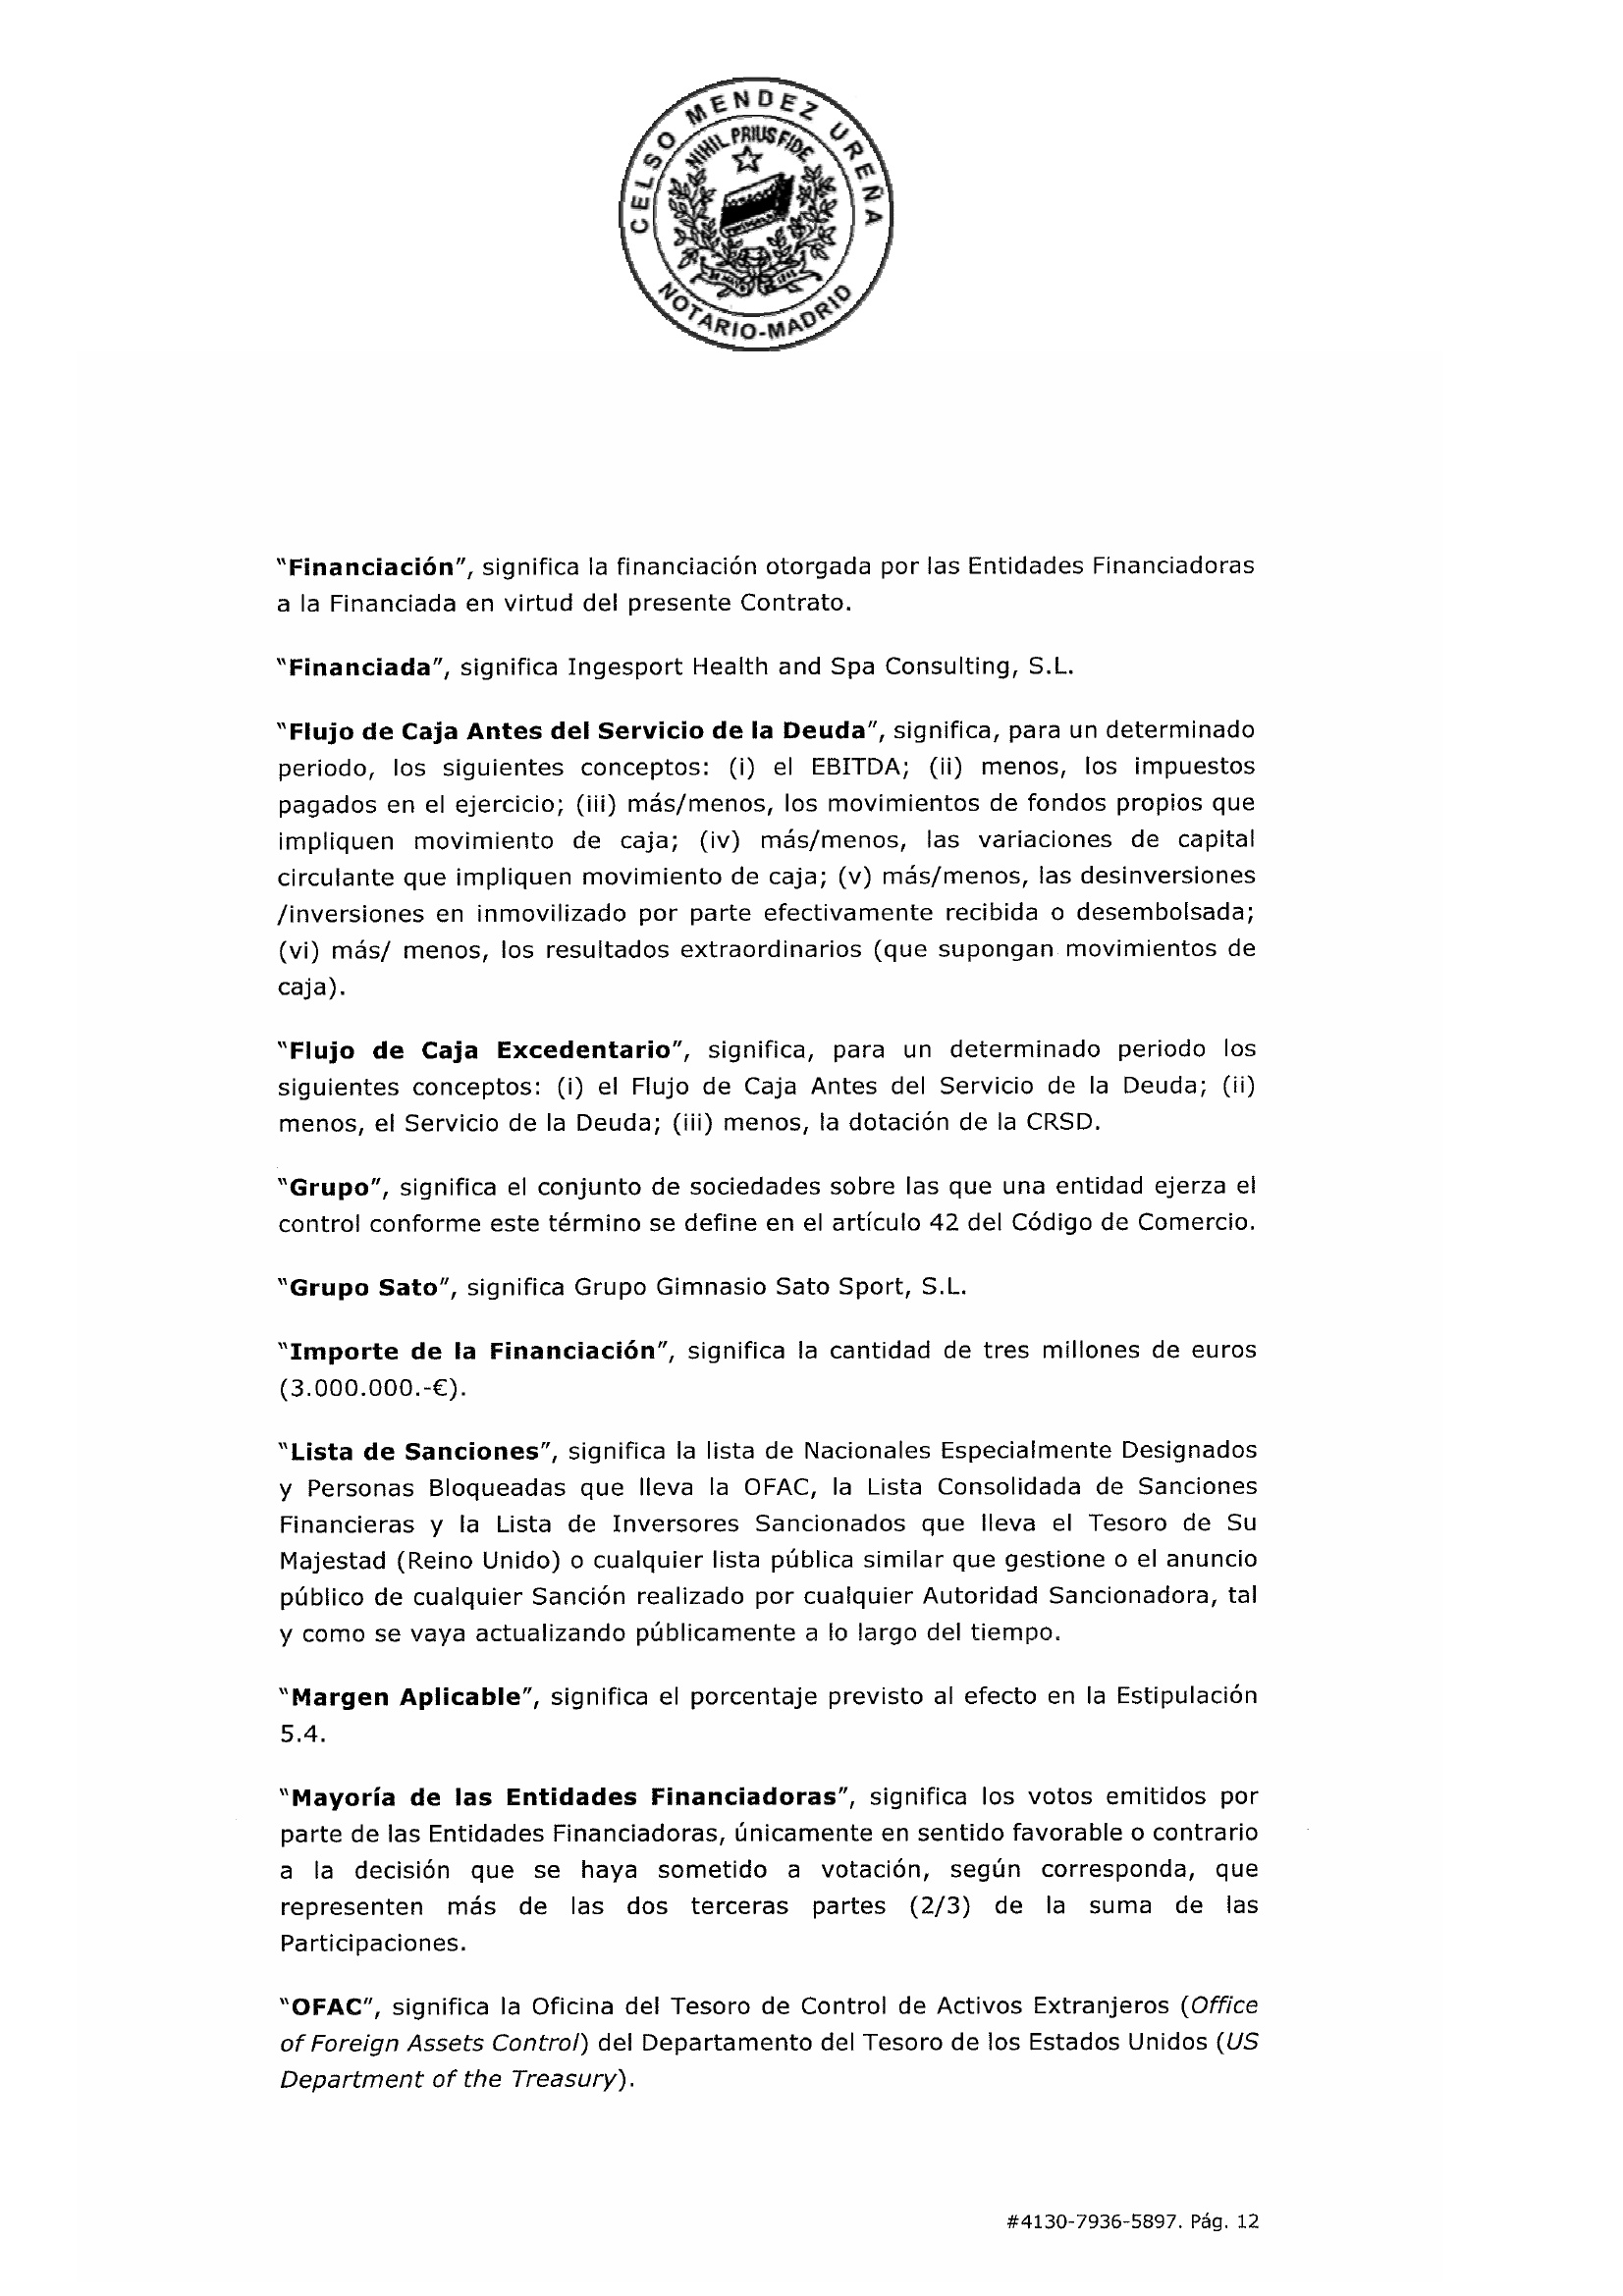 CELSO MENDEZ UREÑA
NIHIL PRIUS FIDE
NOTARIO-MADRID
“Financiación”, significa la financiación otorgada por las Entidades Financiadoras
a la Financiada en virtud del presente Contrato.
“Financiada”, significa Ingesport Health and Spa Consulting, S.L.
“Flujo de Caja Antes del Servicio de la Deuda”, significa, para un determinado
periodo, los siguientes conceptos: (i) el EBITDA; (ii) menos, los impuestos
pagados en el ejercicio; (iii) más/menos, los movimientos de fondos propios que
impliquen movimiento de caja; (iv) más/menos, las variaciones de capital
circulante que impliquen movimiento de caja; (v) más/menos, las desinversiones
/inversiones en inmovilizado por parte efectivamente recibida o desembolsada;
(vi) más/ menos, los resultados extraordinarios (que supongan movimientos de
caja).
“Flujo de Caja Excedentario”, significa, para un determinado periodo los
siguientes conceptos: (i) el Flujo de Caja Antes del Servicio de la Deuda; (ii)
menos, el Servicio de la Deuda; (iii) menos, la dotación de la CRSD.
“Grupo”, significa el conjunto de sociedades sobre las que una entidad ejerza el
control conforme este término se define en el artículo 42 del Código de Comercio.
“Grupo Sato”, significa Grupo Gimnasio Sato Sport, S.L.
“Importe de la Financiación”, significa la cantidad de tres millones de euros
(3.000.000.-€).
“Lista de Sanciones”, significa la lista de Nacionales Especialmente Designados
y Personas Bloqueadas que lleva la OFAC, la Lista Consolidada de Sanciones
Financieras y la Lista de Inversores Sancionados que lleva el Tesoro de Su
Majestad (Reino Unido) o cualquier lista pública similar que gestione o el anuncio
público de cualquier Sanción realizado por cualquier Autoridad Sancionadora, tal
y como se vaya actualizando públicamente a lo largo del tiempo.
“Margen Aplicable”, significa el porcentaje previsto al efecto en la Estipulación
5.4.
“Mayoría de las Entidades Financiadoras”, significa los votos emitidos por
parte de las Entidades Financiadoras, únicamente en sentido favorable o contrario
a la decisión que se haya sometido a votación, según corresponda, que
representen más de las dos terceras partes (2/3) de la suma de las
Participaciones.
“OFAC”, significa la Oficina del Tesoro de Control de Activos Extranjeros (Office
of Foreign Assets Control) del Departamento del Tesoro de los Estados Unidos (US
Department of the Treasury).
#4130-7936-5897. Pág. 12